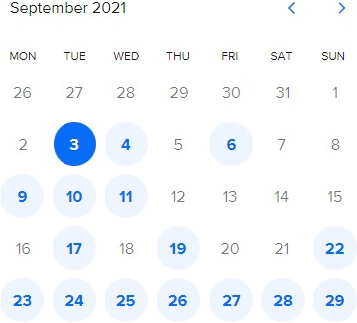 September 2021
MON TUE WED THU FRI SAT SUN
26 27 28 29 30 31 1
2 3 4 5 6 7 8
9 10 11 12 13 14 15
16 17 18 19 20 21 22
23 24 25 26 27 28 29